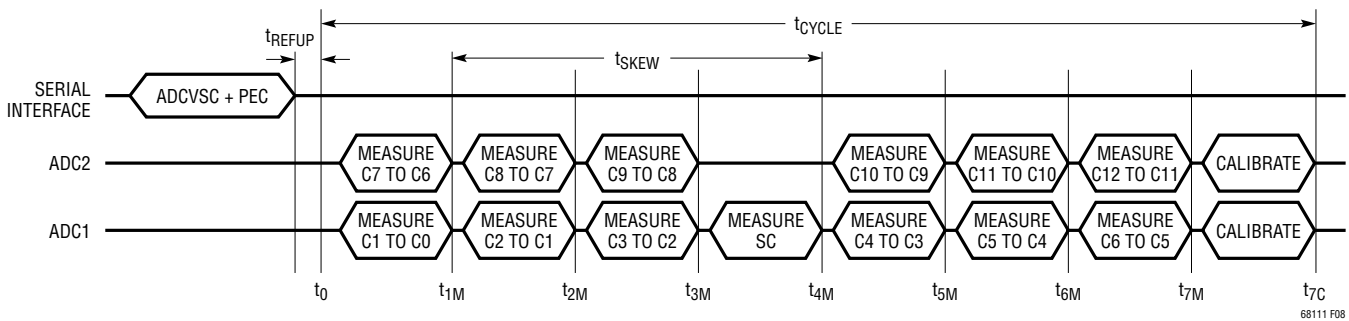 tCYCLE
tREFUP
tSKEW
SERIAL
INTERFACE
ADCVSC + PEC
ADC2
MEASURE
C7 TO C6
MEASURE
C8 TO C7
MEASURE
C9 TO C8
MEASURE
C10 TO C9
MEASURE
C11 TO C10
MEASURE
C12 TO C11
CALIBRATE
ADC1
MEASURE
C1 TO C0
MEASURE
C2 TO C1
MEASURE
C3 TO C2
MEASURE
SC
MEASURE
C4 TO C3
MEASURE
C5 TO C4
MEASURE
C6 TO C5
CALIBRATE
t0 t1M t2M t3M t4M t5M t6M t7M t7C
68111 F08